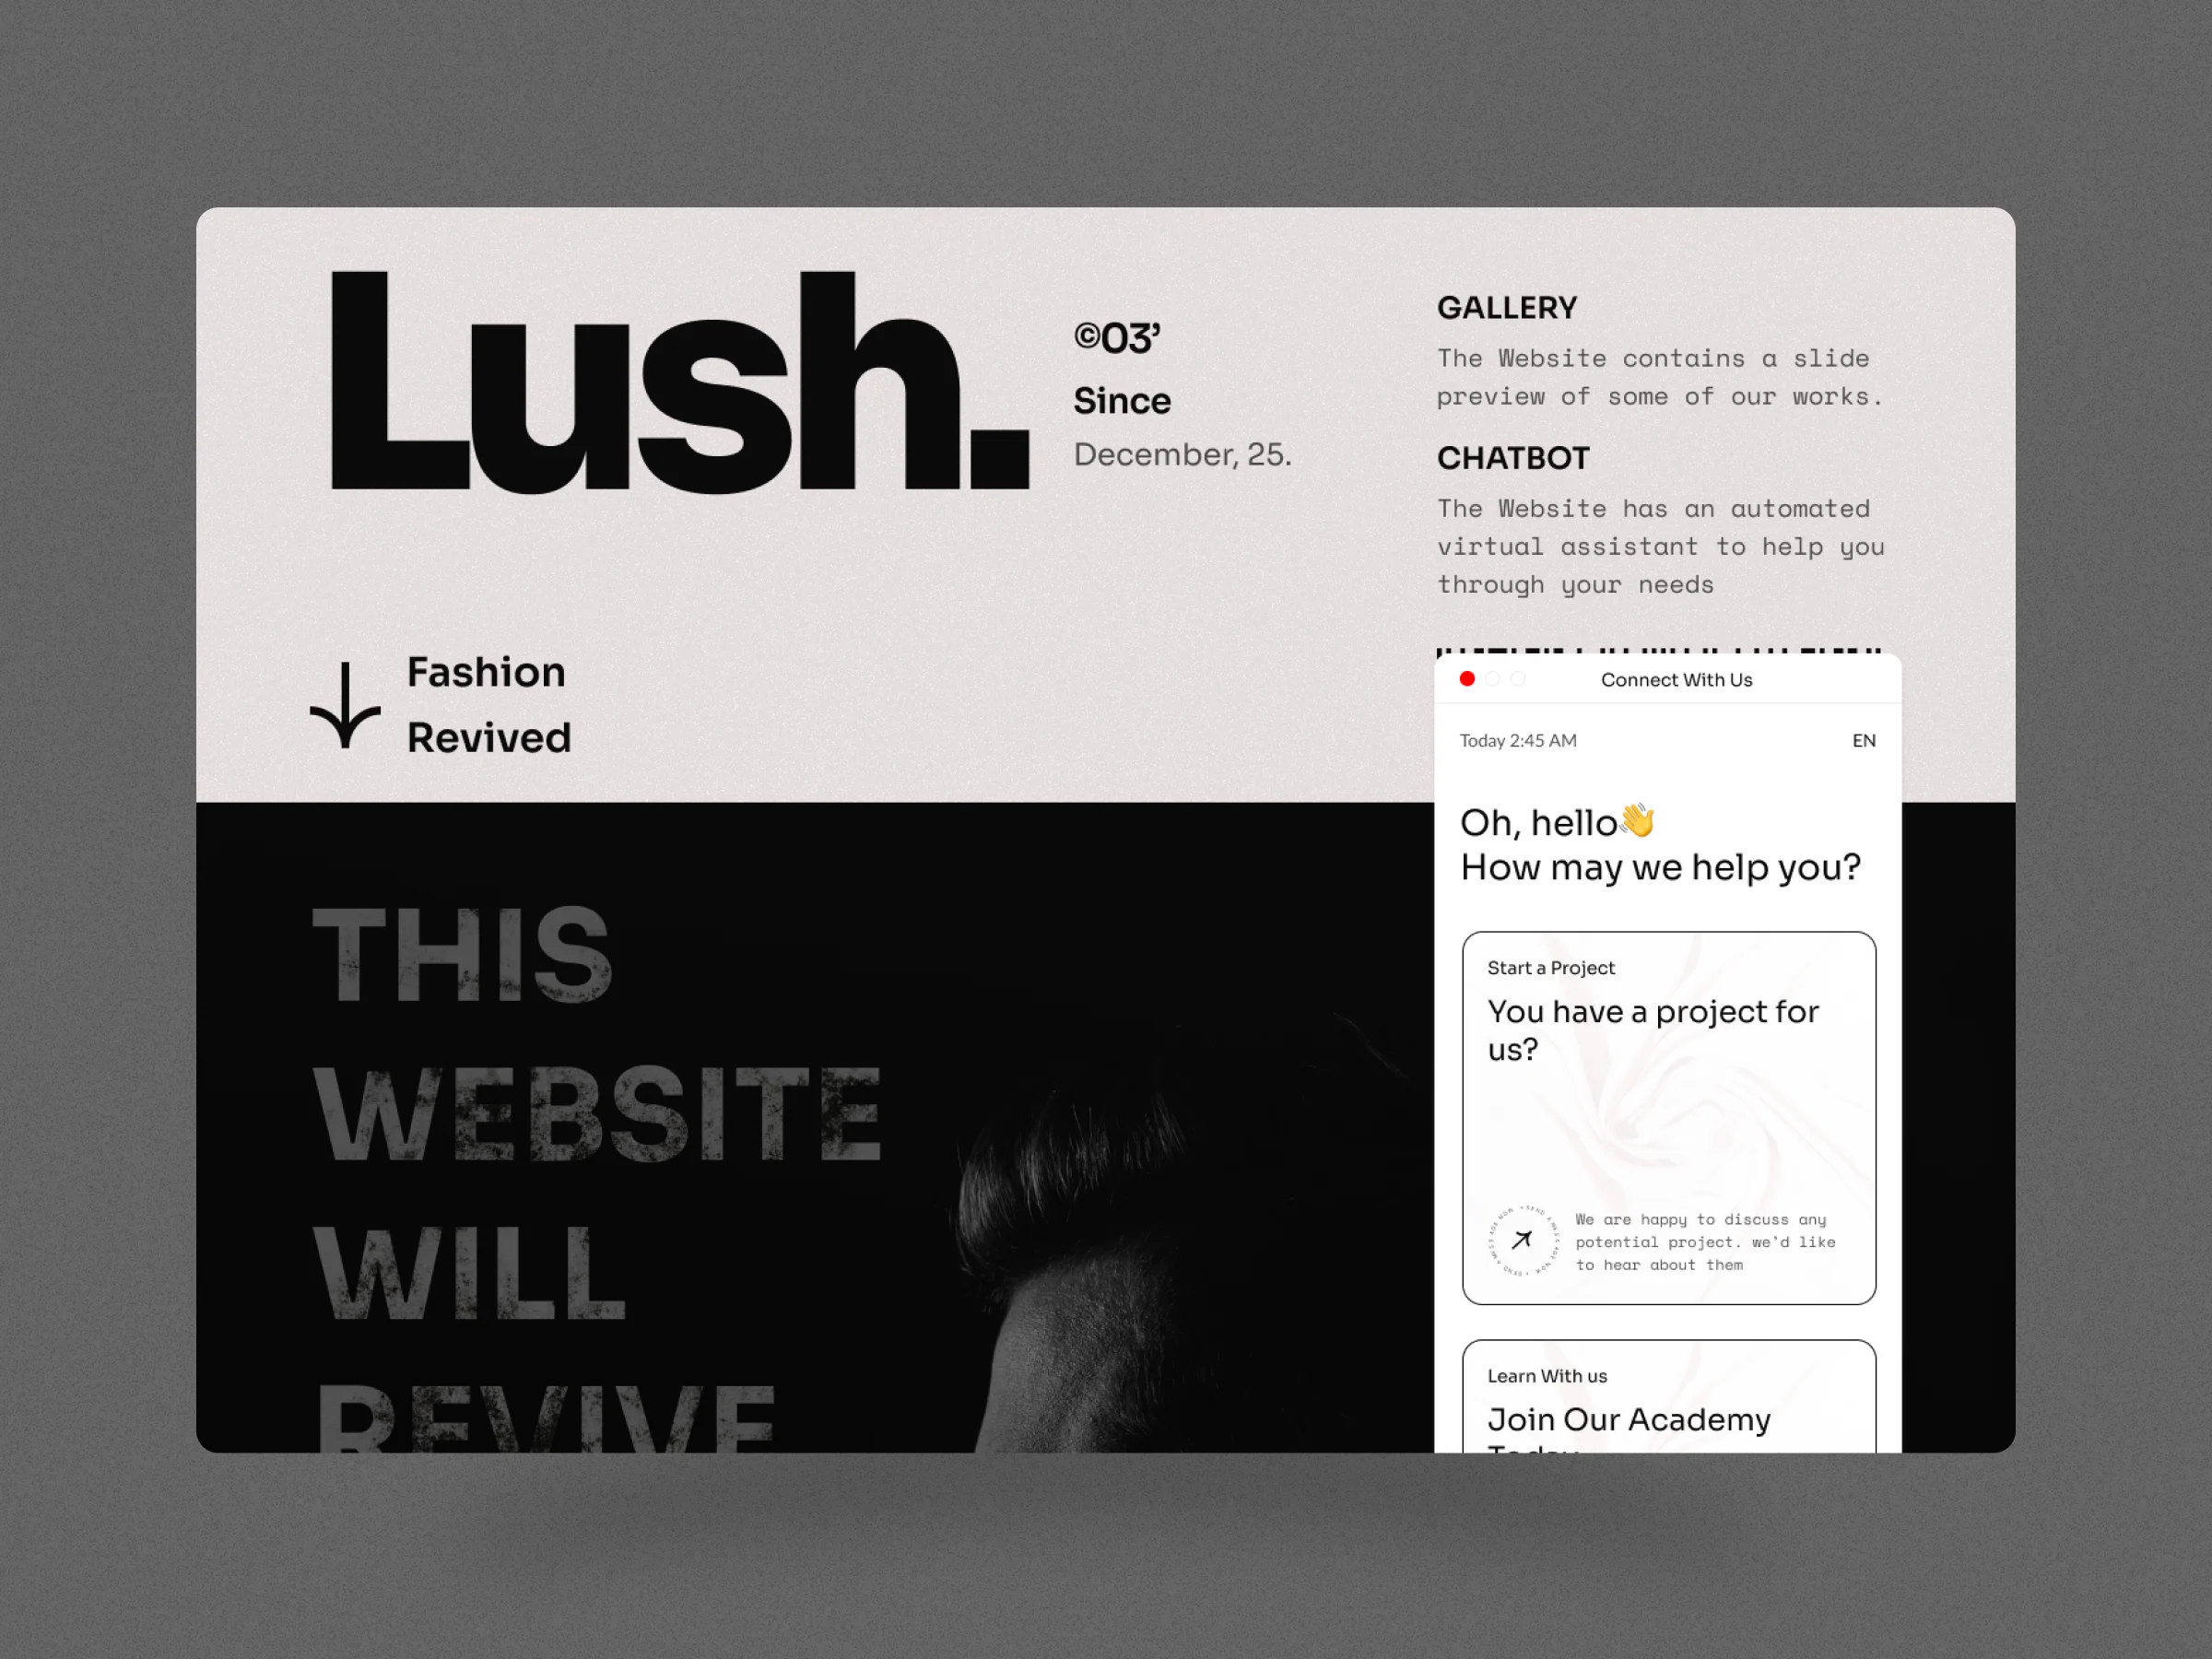 Lush.
©03’
Since
December, 25.
GALLERY
The Website contains a slide
preview of some of our works.
CHATBOT
The Website has an automated
virtual assistant to help you
through your needs
Fashion
Revived
THIS
WEBSITE
WILL
REVIVE
Connect With Us
Today 2:45 AM
EN
Oh, hello👋
How may we help you?
Start a Project
You have a project for
us?
We are happy to discuss any
potential project. we’d like
to hear about them
Learn With us
Join Our Academy
Today